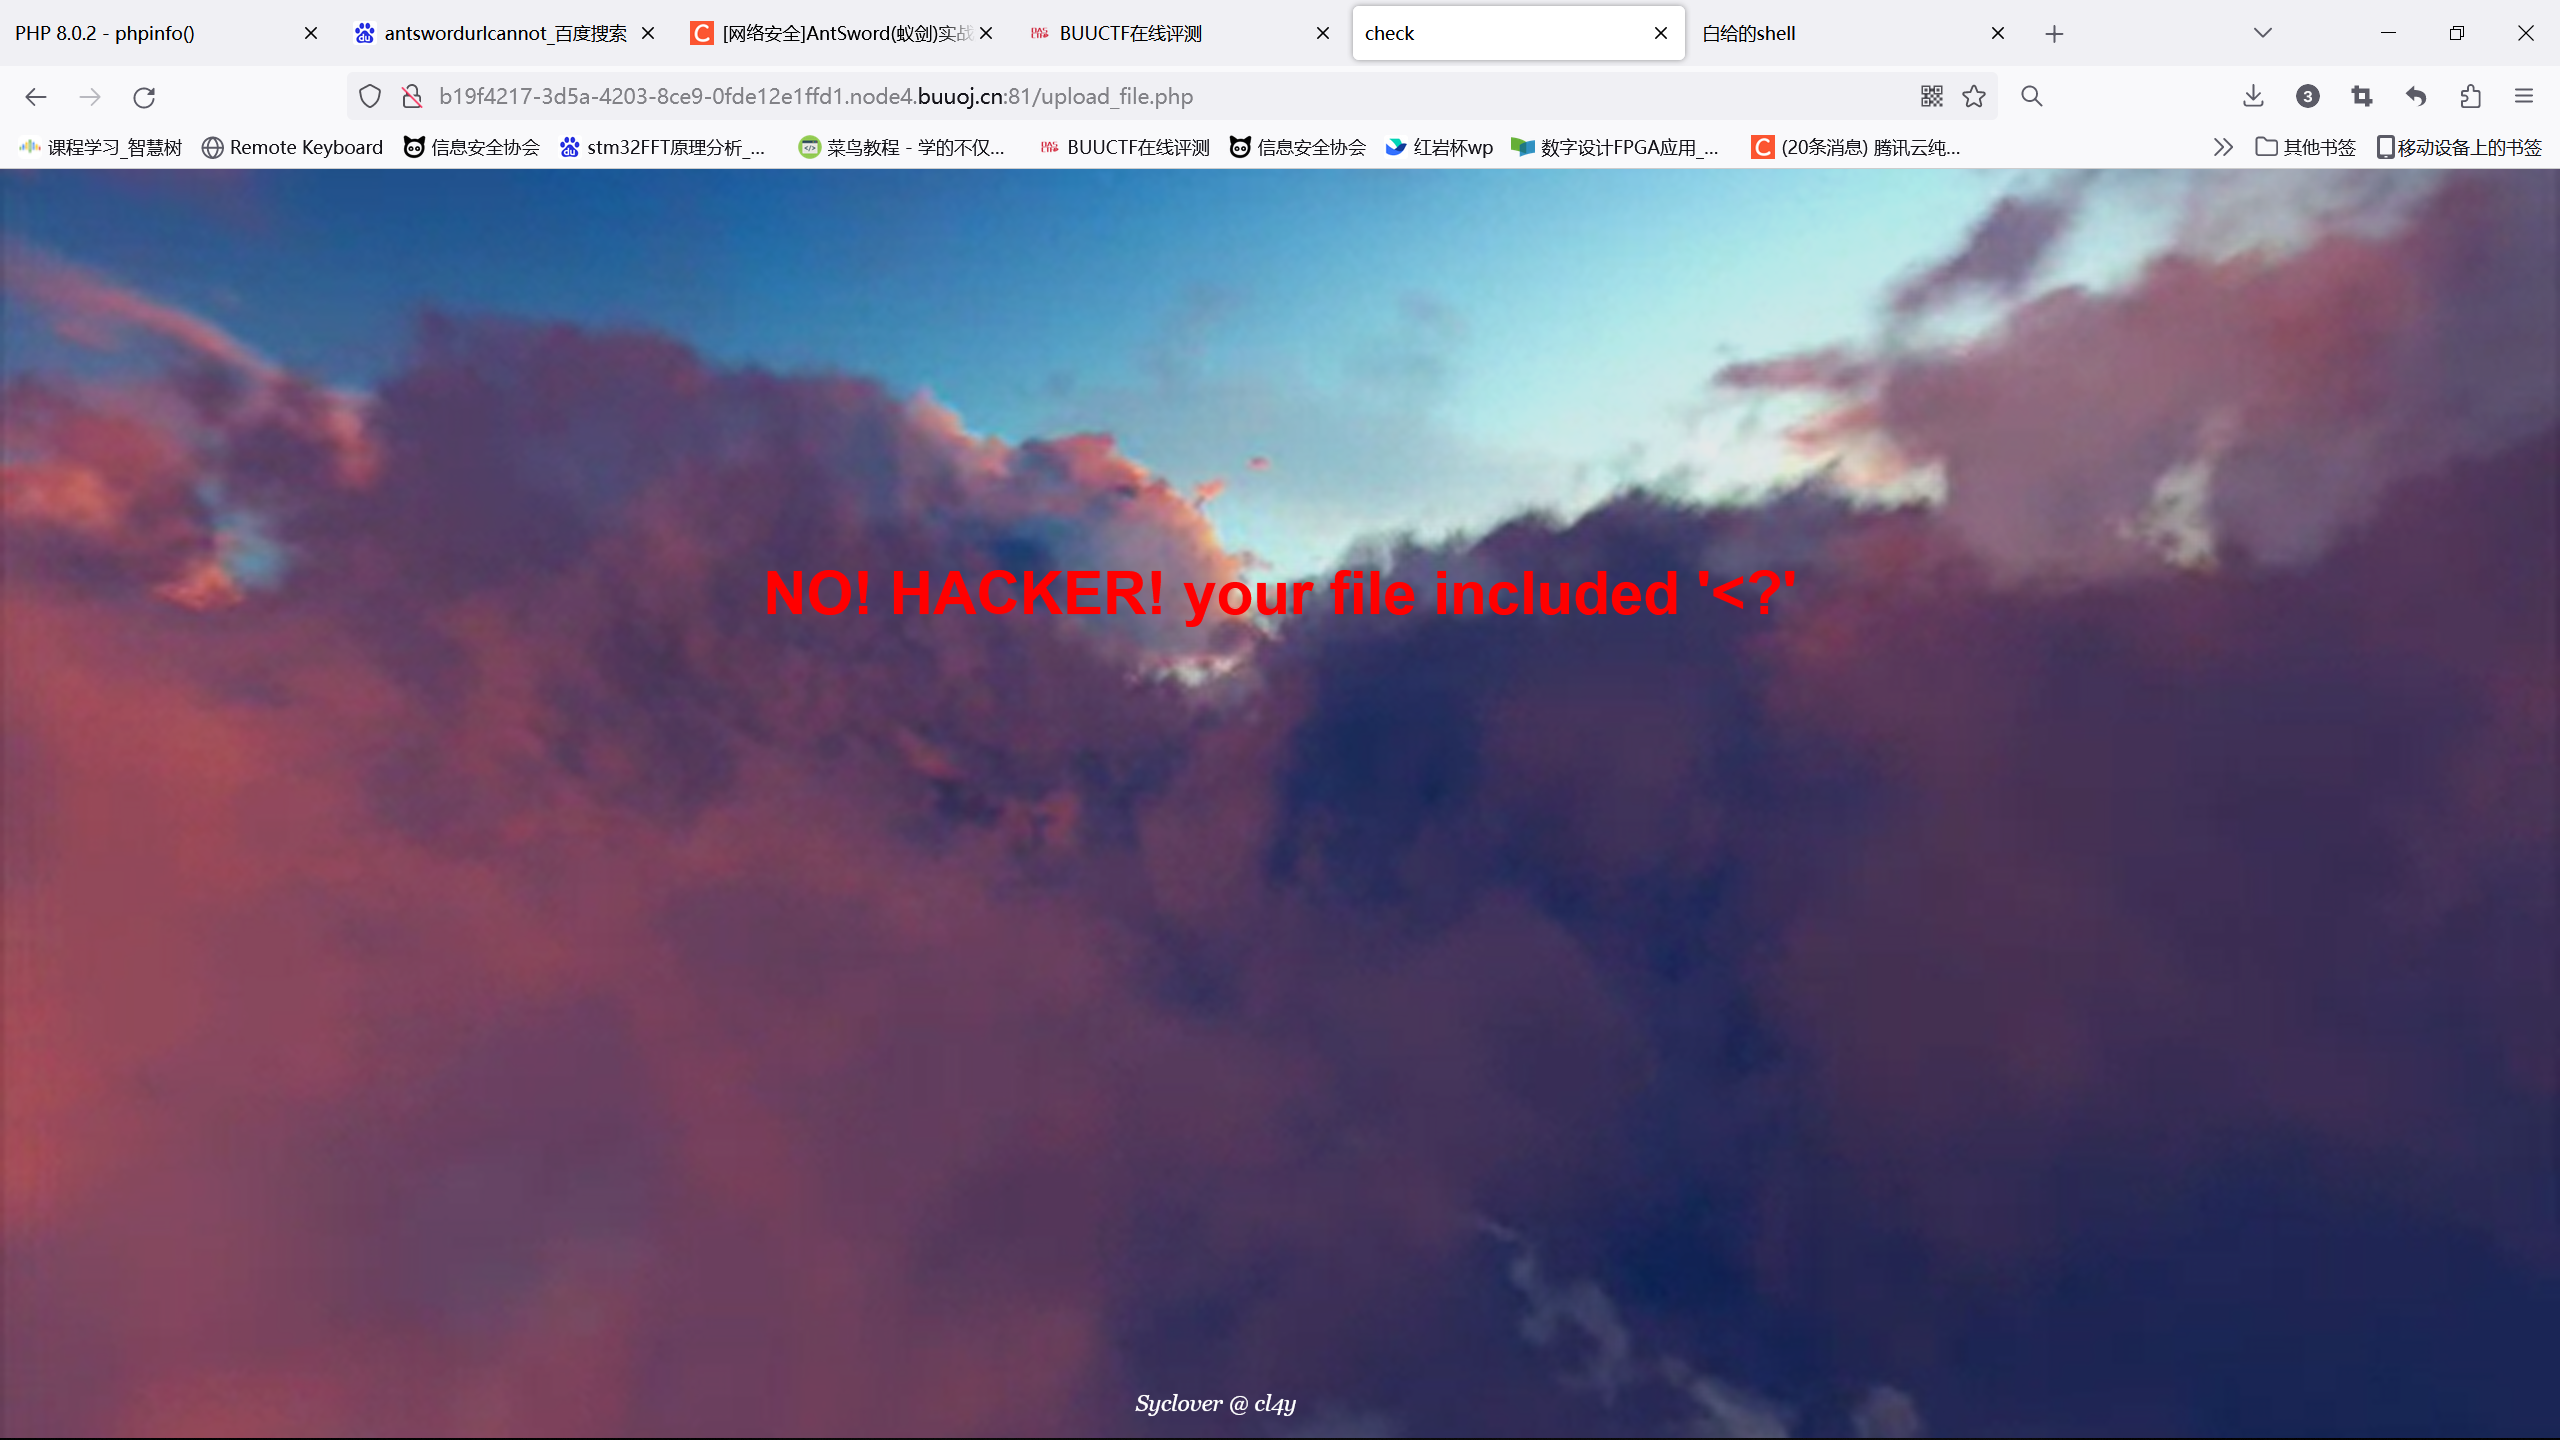 PHP 8.0.2 - phpinfo()
antswordurlcannot_百度搜索
[网络安全]AntSword(蚁剑)实战
BUUCTF在线评测
check
白给的shell
b19f4217-3d5a-4203-8ce9-0fde12e1ffd1.node4.buuoj.cn:81/upload_file.php
3
课程学习_智慧树
Remote Keyboard
信息安全协会
stm32FFT原理分析_...
菜鸟教程 - 学的不仅...
BUUCTF在线评测
信息安全协会
红岩杯wp
数字设计FPGA应用_...
(20条消息) 腾讯云纯...
其他书签
移动设备上的书签
NO! HACKER! your file included '<?'
Syclover @ cl4y